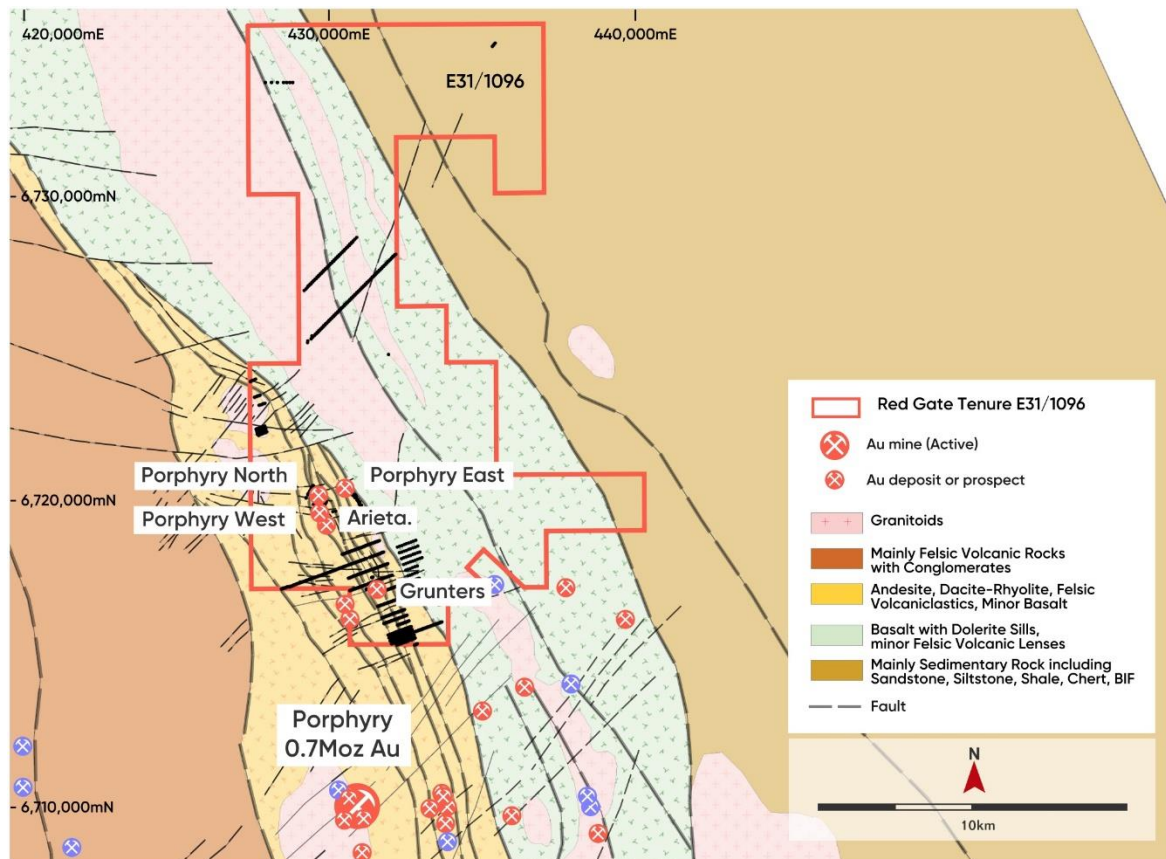 420,000mE
430,000mE
440,000mE
E31/1096
6,730,000mN
Porphyry North
Porphyry East
6,720,000mN
Porphyry West
Arieta.
Grunters
Porphyry
0.7Moz Au
6,710,000mN
Red Gate Tenure E31/1096
Au mine (Active)
Au deposit or prospect
Granitoids
Mainly Felsic Volcanic Rocks
with Conglomerates
Andesite, Dacite-Rhyolite, Felsic
Volcaniclastics, Minor Basalt
Basalt with Dolerite Sills,
minor Felsic Volcanic Lenses
Mainly Sedimentary Rock including
Sandstone, Siltstone, Shale, Chert, BIF
Fault
N
10km